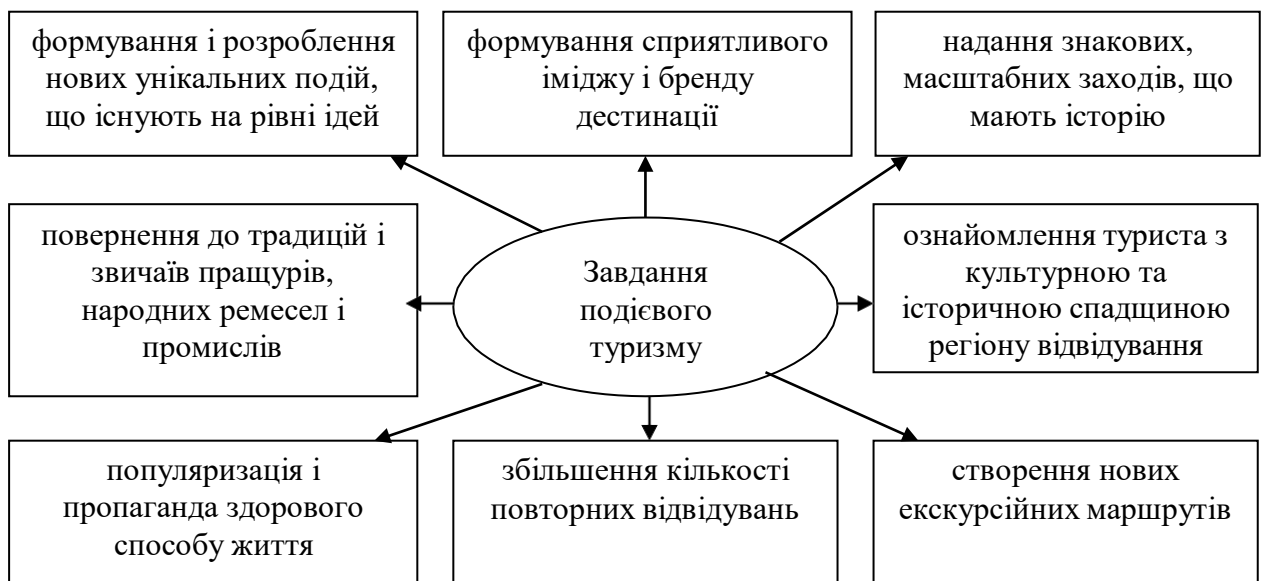 формування і розроблення
нових унікальних подій,
що існують на рівні ідей
формування сприятливого
іміджу і бренду
дестинації
надання знакових,
масштабних заходів, що
мають історію
повернення до традицій і
звичаїв пращурів,
народних ремесел і
промислів
Завдання
подієвого
туризму
ознайомлення туриста з
культурною та
історичною спадщиною
регіону відвідування
популяризація і
пропаганда здорового
способу життя
збільшення кількості
повторних відвідувань
створення нових
екскурсійних маршрутів